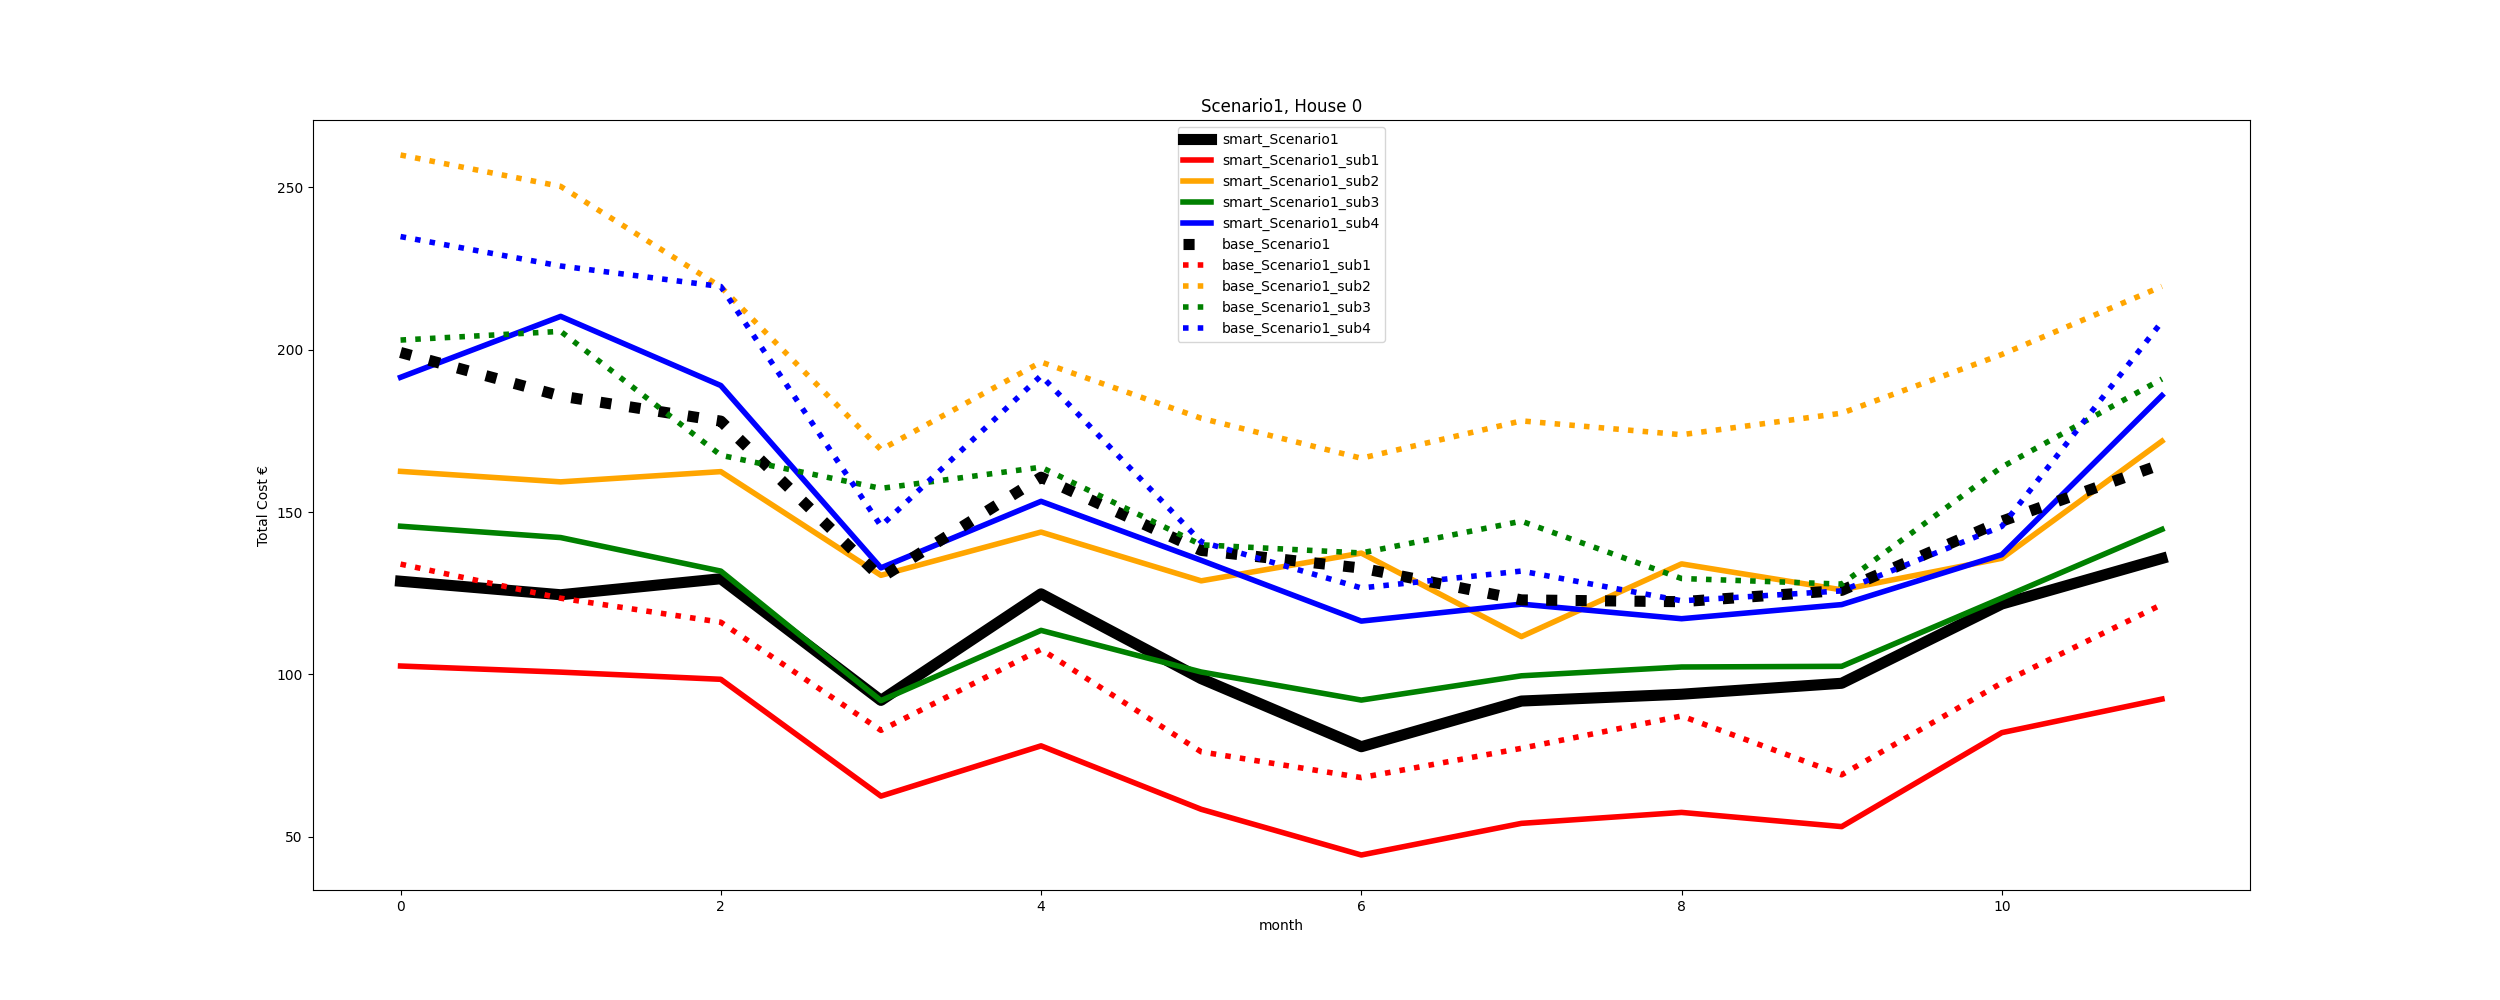 Scenario1, House 0
smart_Scenario1
smart_Scenario1_sub1
smart_Scenario1_sub2
smart_Scenario1_sub3
smart_Scenario1_sub4
base_Scenario1
base_Scenario1_sub1
base_Scenario1_sub2
base_Scenario1_sub3
base_Scenario1_sub4
Total Cost €
250
200
150
100
50
0 2 4 6 8 10
month